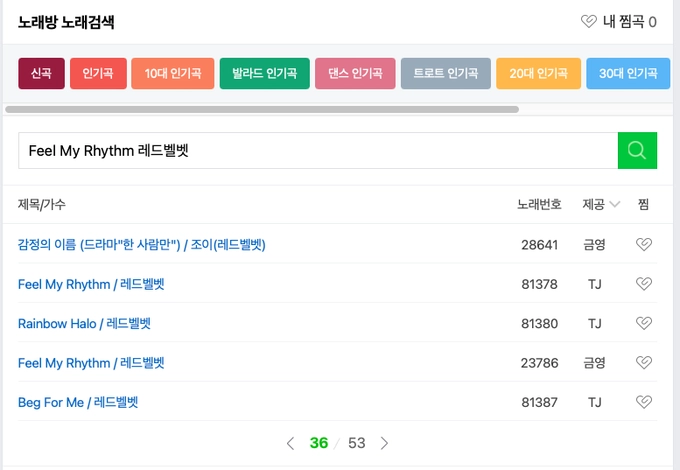 노래방 노래검색 내 찜곡 0
신곡 인기곡 10대 인기곡 발라드 인기곡 댄스 인기곡 트로트 인기곡 20대 인기곡 30대 인기곡
Feel My Rhythm 레드벨벳
제목/가수 노래번호 제공 찜
감정의 이름 (드라마"한 사람만") / 조이(레드벨벳) 28641 금영
Feel My Rhythm / 레드벨벳 81378 TJ
Rainbow Halo / 레드벨벳 81380 TJ
Feel My Rhythm / 레드벨벳 23786 금영
Beg For Me / 레드벨벳 81387 TJ
36 / 53